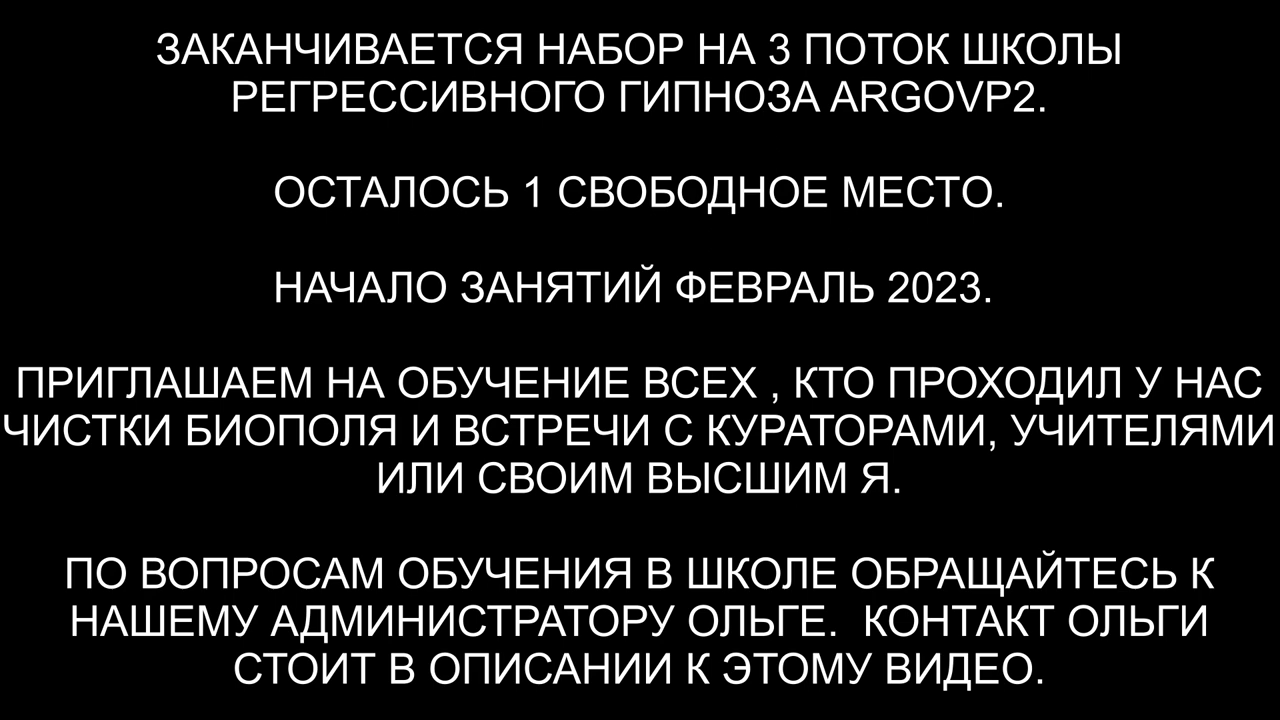 ЗАКАНЧИВАЕТСЯ НАБОР НА 3 ПОТОК ШКОЛЫ
РЕГРЕССИВНОГО ГИПНОЗА ARGOVP2.
ОСТАЛОСЬ 1 СВОБОДНОЕ МЕСТО.
НАЧАЛО ЗАНЯТИЙ ФЕВРАЛЬ 2023.
ПРИГЛАШАЕМ НА ОБУЧЕНИЕ ВСЕХ , КТО ПРОХОДИЛ У НАС
ЧИСТКИ БИОПОЛЯ И ВСТРЕЧИ С КУРАТОРАМИ, УЧИТЕЛЯМИ
ИЛИ СВОИМ ВЫСШИМ Я.
ПО ВОПРОСАМ ОБУЧЕНИЯ В ШКОЛЕ ОБРАЩАЙТЕСЬ К
НАШЕМУ АДМИНИСТРАТОРУ ОЛЬГЕ.  КОНТАКТ ОЛЬГИ
СТОИТ В ОПИСАНИИ К ЭТОМУ ВИДЕО.